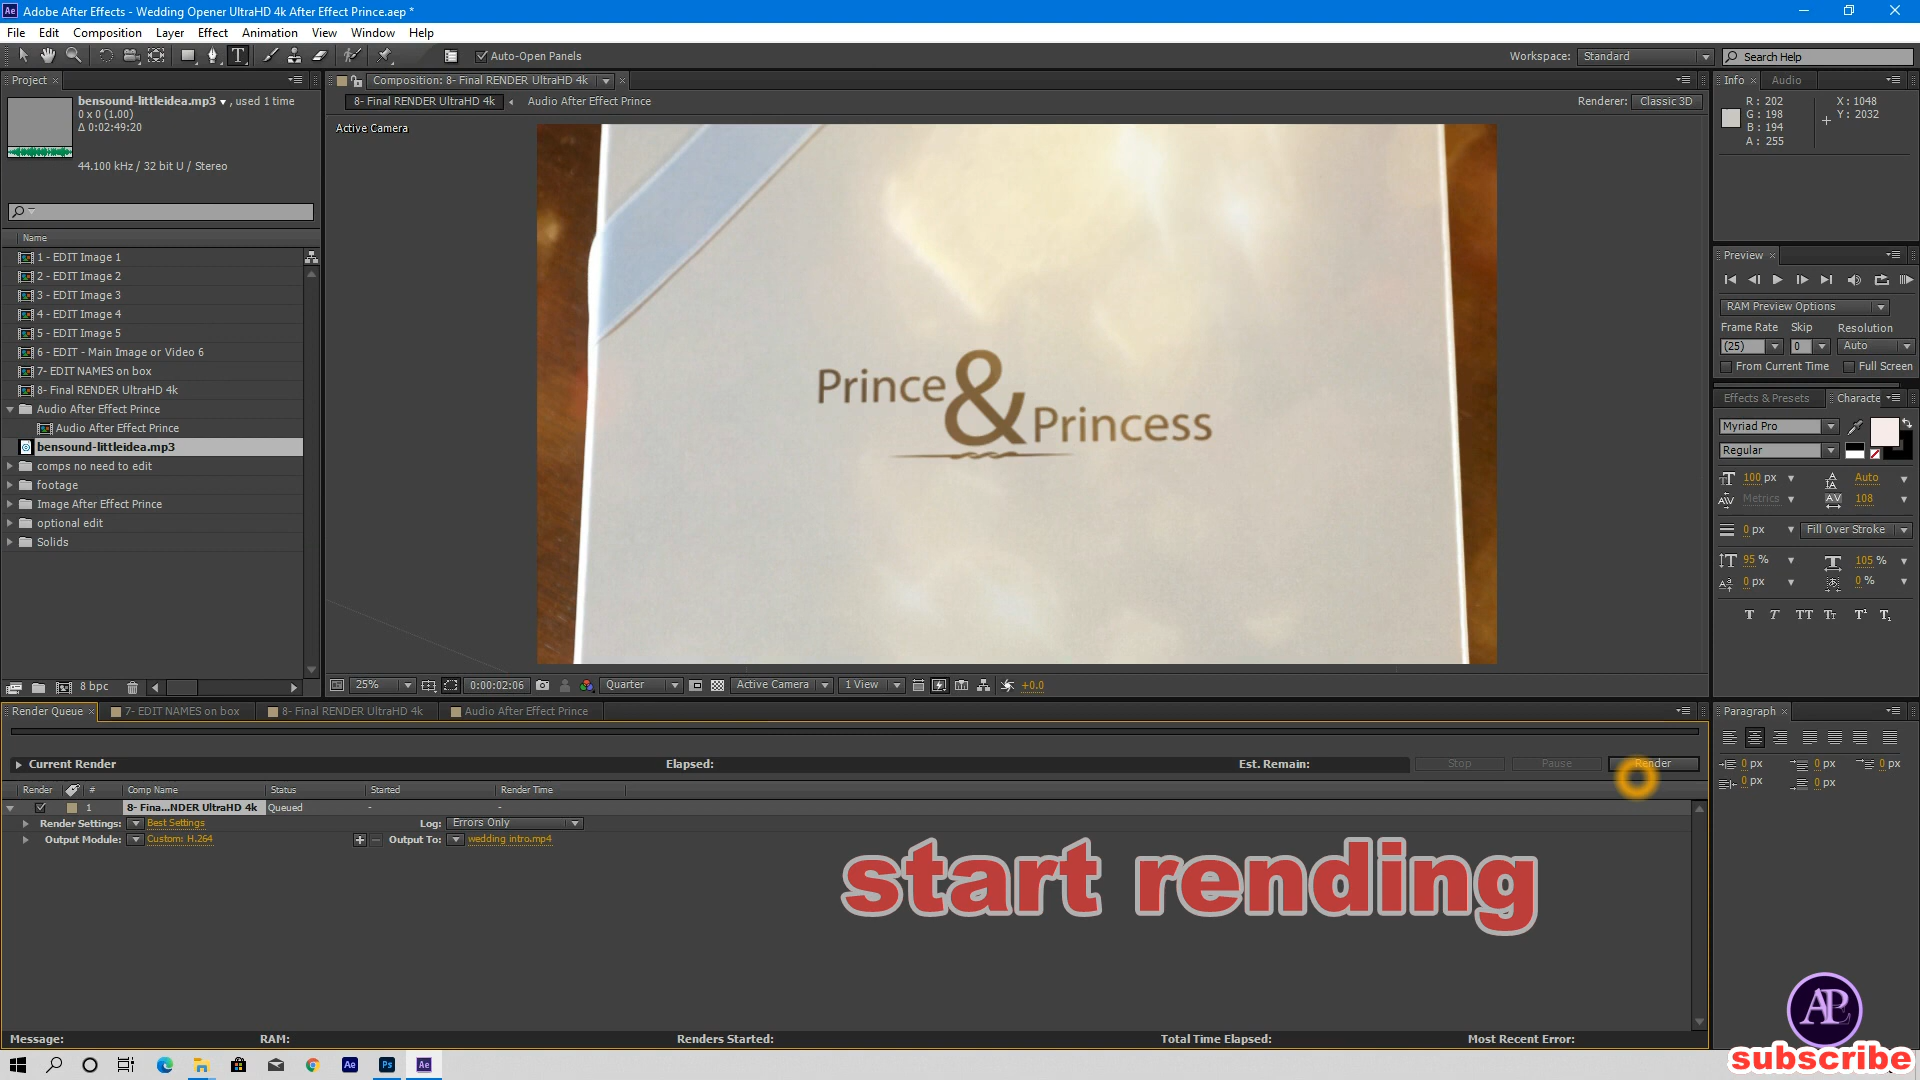 Adobe After Effects - Wedding Opener UltraHD 4k After Effect Prince.aep *
File Edit Composition Layer Effect Animation View Window Help
Auto-Open Panels
Workspace: Standard
Search Help
Project
bensound-littleidea.mp3 , used 1 time
0 x 0 (1.00)
Δ 0:02:49:20
44.100 kHz / 32 bit U / Stereo
Name
1 - EDIT Image 1
2 - EDIT Image 2
3 - EDIT Image 3
4 - EDIT Image 4
5 - EDIT Image 5
6 - EDIT - Main Image or Video 6
7- EDIT NAMES on box
8- Final RENDER UltraHD 4k
Audio After Effect Prince
Audio After Effect Prince
bensound-littleidea.mp3
comps no need to edit
footage
Image After Effect Prince
optional edit
Solids
8 bpc
Composition: 8- Final RENDER UltraHD 4k
8- Final RENDER UltraHD 4k Audio After Effect Prince
Renderer: Classic 3D
Active Camera
Prince & Princess
25% 0:00:02:06 Quarter Active Camera 1 View +0.0
Info Audio
R : 202 X : 1048
G : 198 Y : 2032
B : 194
A : 255
Preview
RAM Preview Options
Frame Rate Skip Resolution
(25) 0 Auto
From Current Time Full Screen
Effects & Presets Characte
Myriad Pro
Regular
100 px Auto
Metrics 108
0 px Fill Over Stroke
95 % 105 %
0 px 0 %
T T TT Tт T¹ T₁
Render Queue 7- EDIT NAMES on box 8- Final RENDER UltraHD 4k Audio After Effect Prince
Current Render Elapsed: Est. Remain: Stop Pause Render
Render # Comp Name Status Started Render Time
1 8- Fina...NDER UltraHD 4k Queued - -
Render Settings: Best Settings Log: Errors Only
Output Module: Custom: H.264 Output To: wedding intro.mp4
start rending
Message: RAM: Renders Started: Total Time Elapsed: Most Recent Error:
Paragraph
0 px 0 px 0 px
0 px 0 px
APE
subscribe
Ae Ps Ae